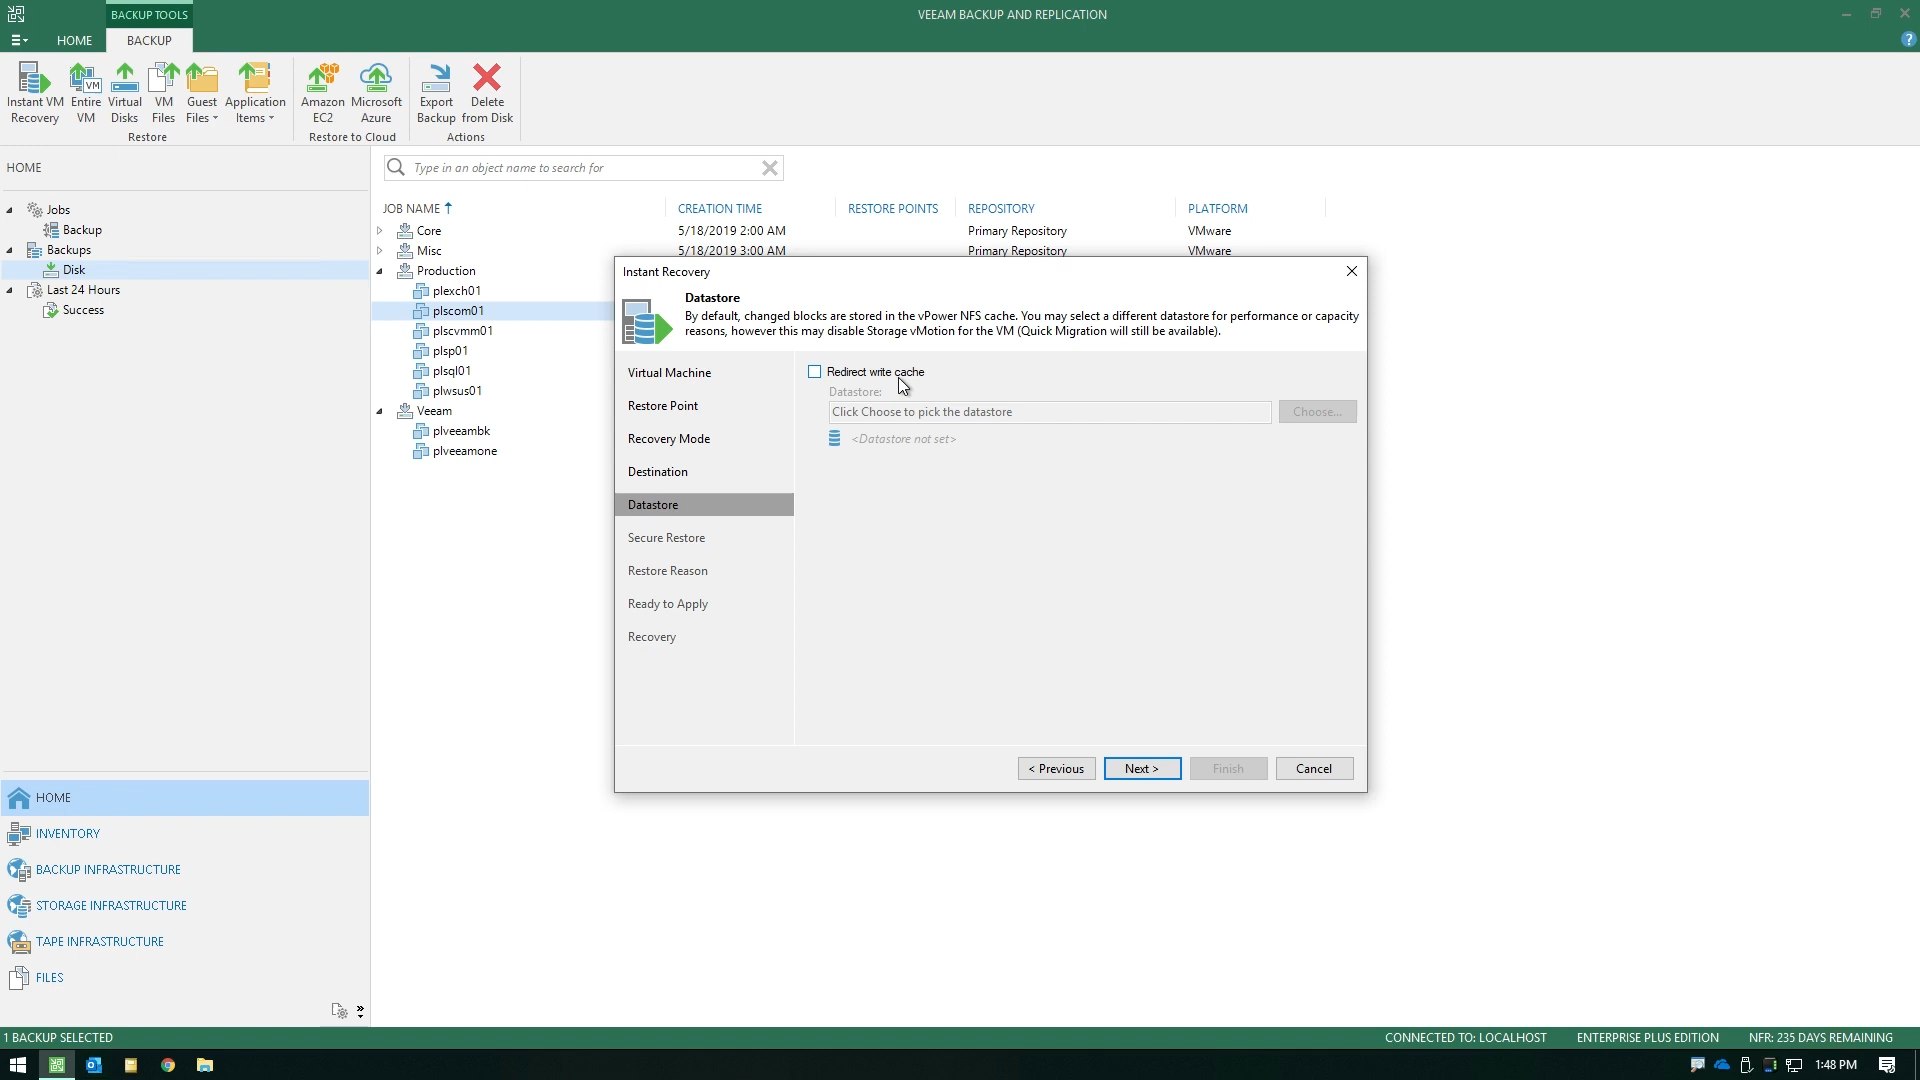 BACKUP TOOLS
VEEAM BACKUP AND REPLICATION
HOME
BACKUP
Instant VM Recovery
Entire VM
Virtual Disks
VM Files
Guest Files
Application Items
Amazon EC2
Microsoft Azure
Export Backup
Delete from Disk
Restore
Restore to Cloud
Actions
HOME
Type in an object name to search for
Jobs
Backup
Backups
Disk
Last 24 Hours
Success
JOB NAME
CREATION TIME
RESTORE POINTS
REPOSITORY
PLATFORM
Core
5/18/2019 2:00 AM
Primary Repository
VMware
Misc
5/18/2019 3:00 AM
Primary Repository
VMware
Production
plexch01
plscom01
plscvmm01
plsp01
plsql01
plwsus01
Veeam
plveeambk
plveeamone
Instant Recovery
Datastore
By default, changed blocks are stored in the vPower NFS cache. You may select a different datastore for performance or capacity
reasons, however this may disable Storage vMotion for the VM (Quick Migration will still be available).
Virtual Machine
Restore Point
Recovery Mode
Destination
Datastore
Secure Restore
Restore Reason
Ready to Apply
Recovery
Redirect write cache
Datastore:
Click Choose to pick the datastore
Choose...
<Datastore not set>
< Previous
Next >
Finish
Cancel
HOME
INVENTORY
BACKUP INFRASTRUCTURE
STORAGE INFRASTRUCTURE
TAPE INFRASTRUCTURE
FILES
1 BACKUP SELECTED
CONNECTED TO: LOCALHOST
ENTERPRISE PLUS EDITION
NFR: 235 DAYS REMAINING
1:48 PM